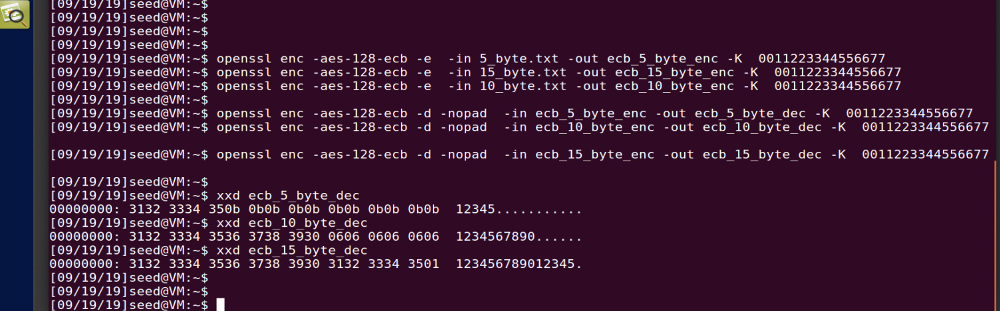 [09/19/19]seed@VM:~$
[09/19/19]seed@VM:~$
[09/19/19]seed@VM:~$
[09/19/19]seed@VM:~$
[09/19/19]seed@VM:~$ openssl enc -aes-128-ecb -e  -in 5_byte.txt -out ecb_5_byte_enc -K  0011223344556677
[09/19/19]seed@VM:~$ openssl enc -aes-128-ecb -e  -in 15_byte.txt -out ecb_15_byte_enc -K  0011223344556677
[09/19/19]seed@VM:~$ openssl enc -aes-128-ecb -e  -in 10_byte.txt -out ecb_10_byte_enc -K  0011223344556677
[09/19/19]seed@VM:~$
[09/19/19]seed@VM:~$ openssl enc -aes-128-ecb -d -nopad  -in ecb_5_byte_enc -out ecb_5_byte_dec -K  0011223344556677
[09/19/19]seed@VM:~$ openssl enc -aes-128-ecb -d -nopad  -in ecb_10_byte_enc -out ecb_10_byte_dec -K  0011223344556677
[09/19/19]seed@VM:~$ openssl enc -aes-128-ecb -d -nopad  -in ecb_15_byte_enc -out ecb_15_byte_dec -K  0011223344556677
[09/19/19]seed@VM:~$
[09/19/19]seed@VM:~$ xxd ecb_5_byte_dec
00000000: 3132 3334 350b 0b0b 0b0b 0b0b 0b0b 0b0b  12345...........
[09/19/19]seed@VM:~$ xxd ecb_10_byte_dec
00000000: 3132 3334 3536 3738 3930 0606 0606 0606  1234567890......
[09/19/19]seed@VM:~$ xxd ecb_15_byte_dec
00000000: 3132 3334 3536 3738 3930 3132 3334 3501  123456789012345.
[09/19/19]seed@VM:~$
[09/19/19]seed@VM:~$
[09/19/19]seed@VM:~$